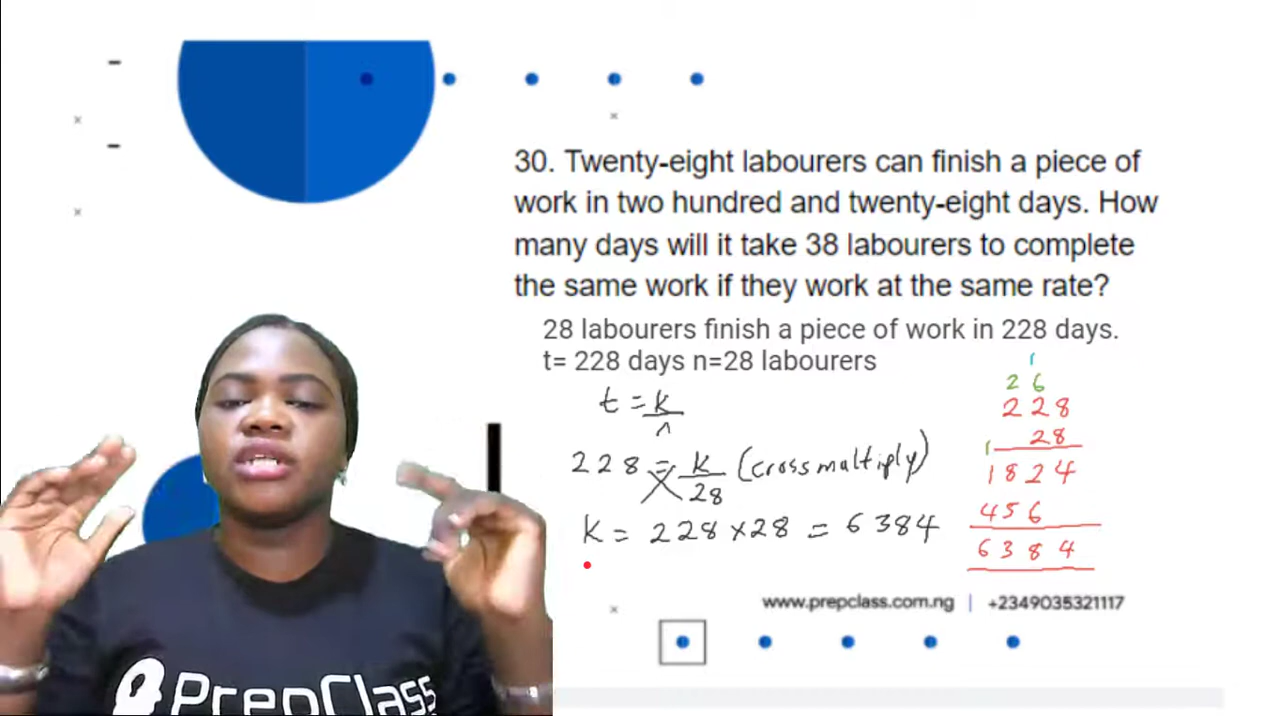 30. Twenty-eight labourers can finish a piece of
work in two hundred and twenty-eight days. How
many days will it take 38 labourers to complete
the same work if they work at the same rate?
28 labourers finish a piece of work in 228 days.
t= 228 days n=28 labourers
t = k
n
228 = k (cross multiply)
28
K = 228 x 28 = 6384
1
2 6
228
28
1
1824
456
6384
www.prepclass.com.ng | +2349035321117
PrepClass